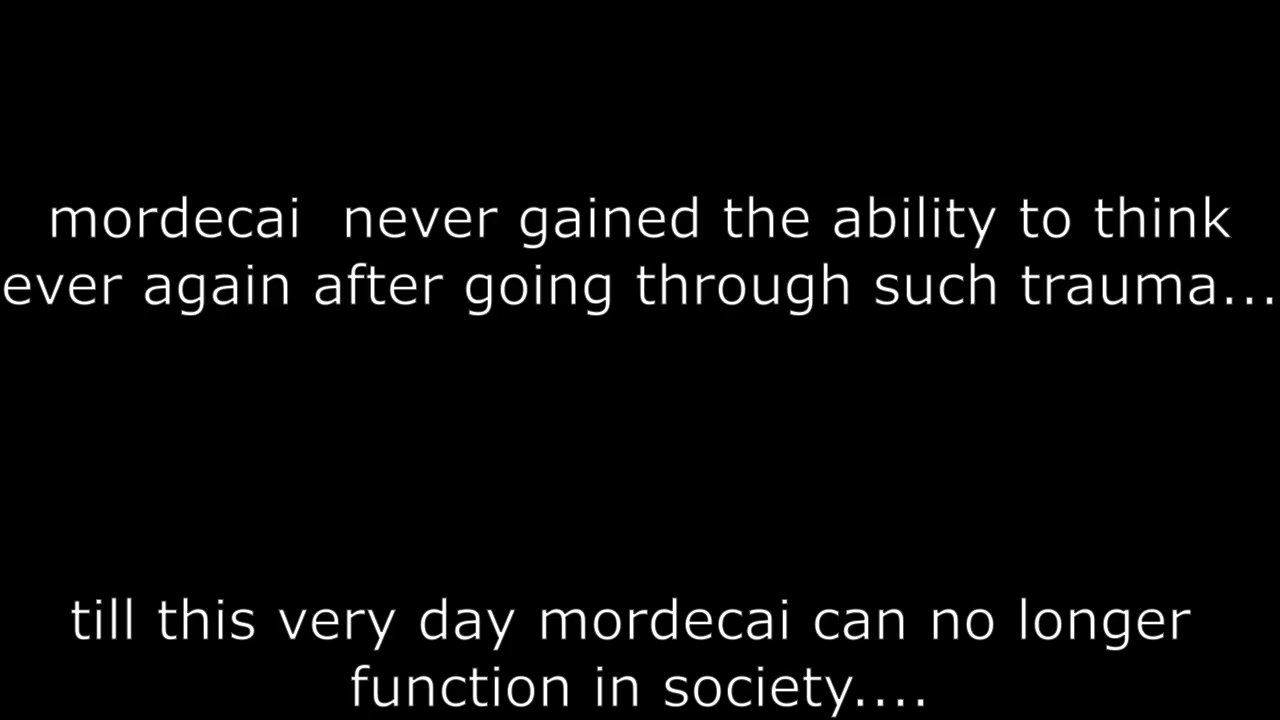 mordecai  never gained the ability to think
ever again after going through such trauma...
till this very day mordecai can no longer
function in society....